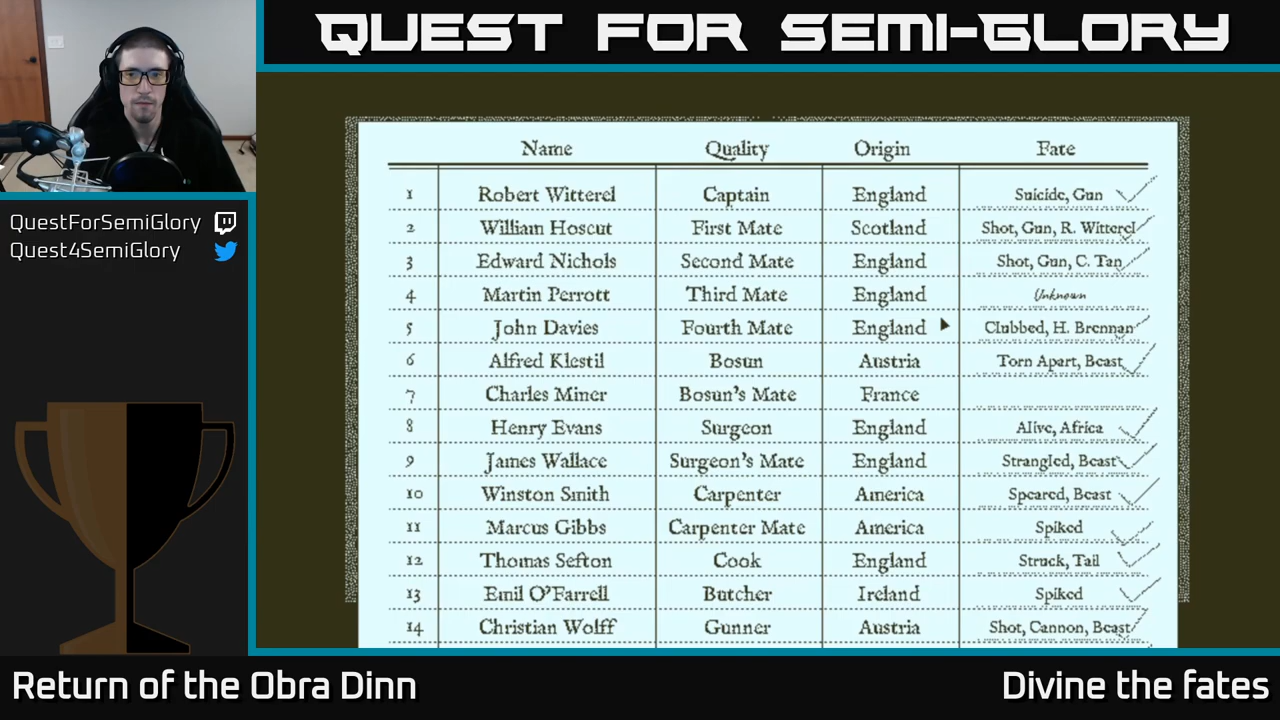 QUEST FOR SEMI-GLORY
QuestForSemiGlory
Quest4SemiGlory
Name Quality Origin Fate
1 Robert Witterel Captain England Suicide, Gun
2 William Hoscut First Mate Scotland Shot, Gun, R. Witterel
3 Edward Nichols Second Mate England Shot, Gun, C. Tan
4 Martin Perrott Third Mate England Unknown
5 John Davies Fourth Mate England Clubbed, H. Brennan
6 Alfred Klestil Bosun Austria Torn Apart, Beast
7 Charles Miner Bosun's Mate France
8 Henry Evans Surgeon England Alive, Africa
9 James Wallace Surgeon's Mate England Strangled, Beast
10 Winston Smith Carpenter America Speared, Beast
11 Marcus Gibbs Carpenter Mate America Spiked
12 Thomas Sefton Cook England Struck, Tail
13 Emil O'Farrell Butcher Ireland Spiked
14 Christian Wolff Gunner Austria Shot, Cannon, Beast
Return of the Obra Dinn
Divine the fates